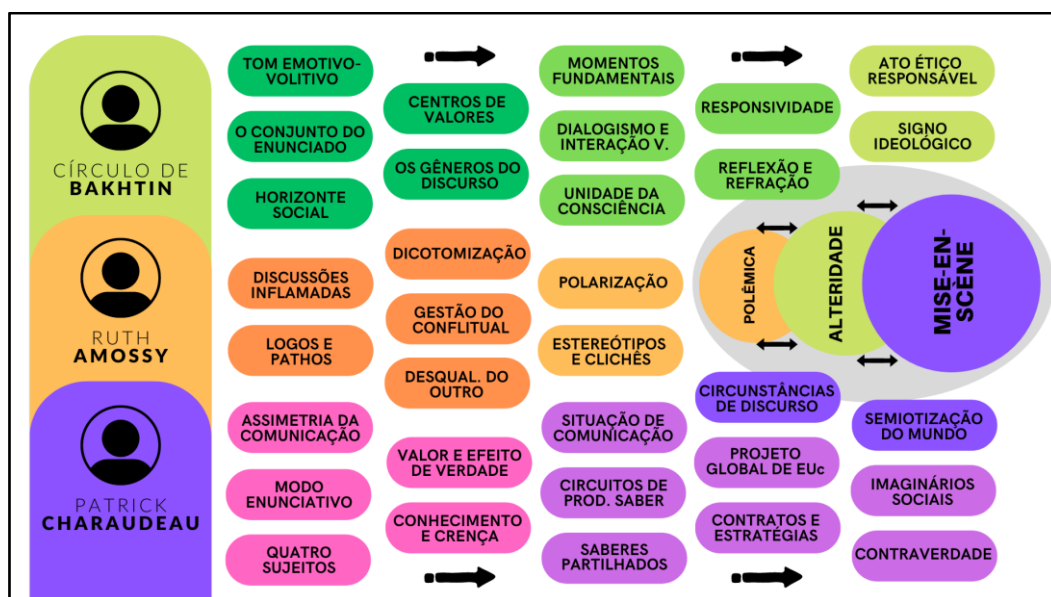 CÍRCULO DE
BAKHTIN
TOM EMOTIVO-
VOLITIVO
O CONJUNTO DO
ENUNCIADO
HORIZONTE
SOCIAL
CENTROS DE
VALORES
OS GÊNEROS DO
DISCURSO
MOMENTOS
FUNDAMENTAIS
DIALOGISMO E
INTERAÇÃO V.
UNIDADE DA
CONSCIÊNCIA
RESPONSIVIDADE
REFLEXÃO E
REFRAÇÃO
ATO ÉTICO
RESPONSÁVEL
SIGNO
IDEOLÓGICO
RUTH
AMOSSY
DISCUSSÕES
INFLAMADAS
LOGOS E
PATHOS
DICOTOMIZAÇÃO
GESTÃO DO
CONFLITUAL
DESQUAL. DO
OUTRO
POLARIZAÇÃO
ESTEREÓTIPOS
E CLICHÊS
POLÊMICA
ALTERIDADE
MISE-EN-
SCÈNE
PATRICK
CHARAUDEAU
ASSIMETRIA DA
COMUNICAÇÃO
MODO
ENUNCIATIVO
QUATRO
SUJEITOS
VALOR E EFEITO
DE VERDADE
CONHECIMENTO
E CRENÇA
SITUAÇÃO DE
COMUNICAÇÃO
CIRCUITOS DE
PROD. SABER
SABERES
PARTILHADOS
CIRCUNSTÂNCIAS
DE DISCURSO
PROJETO
GLOBAL DE EUc
CONTRATOS E
ESTRATÉGIAS
SEMIOTIZAÇÃO
DO MUNDO
IMAGINÁRIOS
SOCIAIS
CONTRAVERDADE